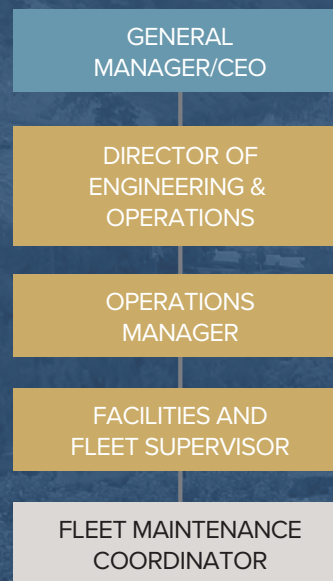 GENERAL
MANAGER/CEO
DIRECTOR OF
ENGINEERING &
OPERATIONS
OPERATIONS
MANAGER
FACILITIES AND
FLEET SUPERVISOR
FLEET MAINTENANCE
COORDINATOR